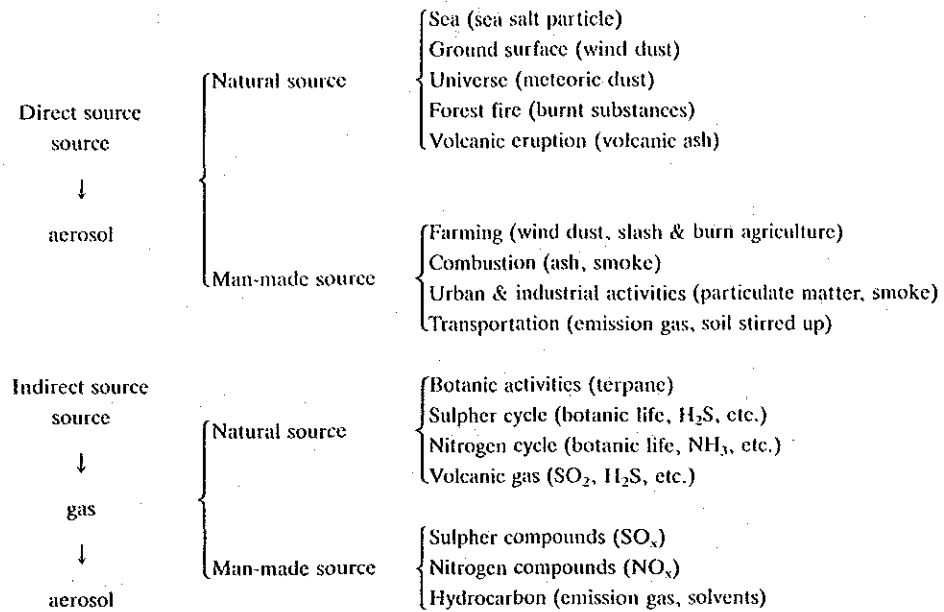 Sea (sea salt particle)
Ground surface (wind dust)
Natural source
Universe (meteoric dust)
Forest fire (burnt substances)
Volcanic eruption (volcanic ash)
Direct source
source
↓
aerosol
Farming (wind dust, slash & burn agriculture)
Combustion (ash, smoke)
Man-made source
Urban & industrial activities (particulate matter, smoke)
Transportation (emission gas, soil stirred up)
Indirect source
source
↓
gas
↓
aerosol
Botanic activities (terpane)
Sulpher cycle (botanic life, H₂S, etc.)
Natural source
Nitrogen cycle (botanic life, NH₃, etc.)
Volcanic gas (SO₂, H₂S, etc.)
Sulpher compounds (SOₓ)
Man-made source
Nitrogen compounds (NOₓ)
Hydrocarbon (emission gas, solvents)